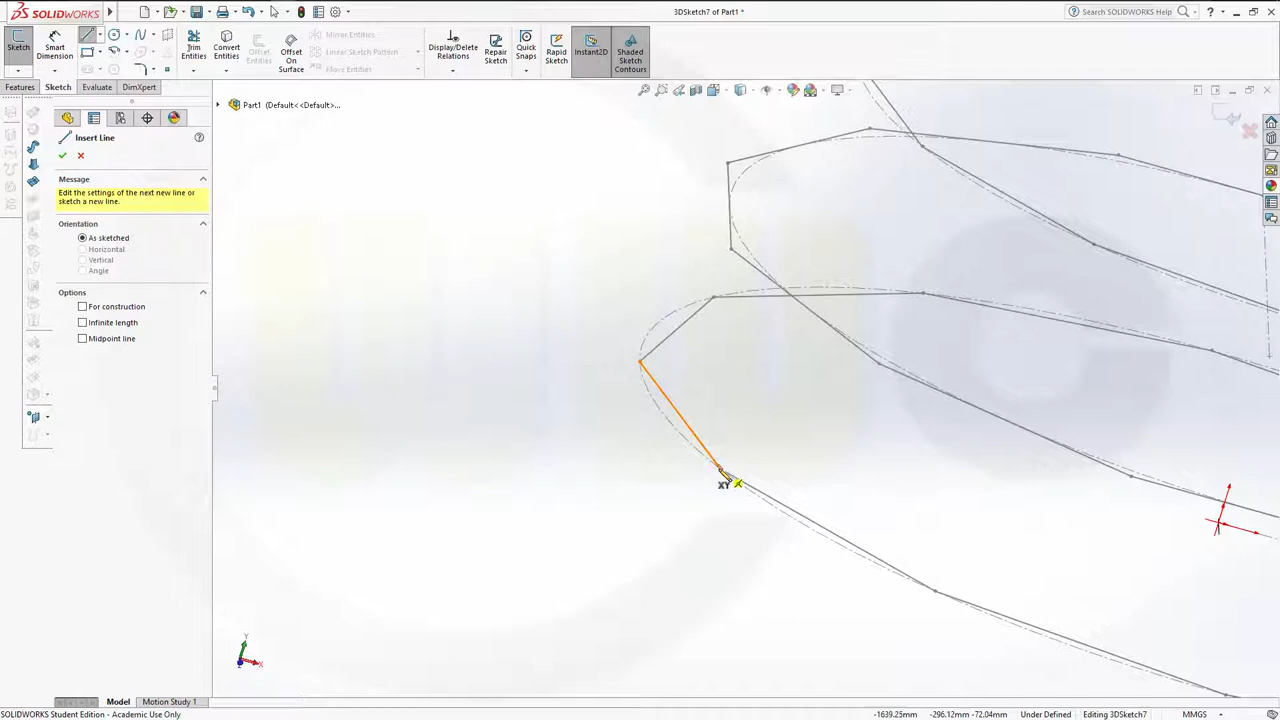 SOLIDWORKS
3DSketch7 of Part1 *
Search SOLIDWORKS Help
Sketch
Smart Dimension
Trim Entities
Convert Entities
Offset Entities
Offset On Surface
Mirror Entities
Linear Sketch Pattern
Move Entities
Display/Delete Relations
Repair Sketch
Quick Snaps
Rapid Sketch
Instant2D
Shaded Sketch Contours
Features
Sketch
Evaluate
DimXpert
Part1 (Default<<Default>...
Insert Line
Message
Edit the settings of the next new line or
sketch a new line.
Orientation
As sketched
Horizontal
Vertical
Angle
Options
For construction
Infinite length
Midpoint line
XY
Y
X
Model
Motion Study 1
SOLIDWORKS Student Edition - Academic Use Only
-1639.25mm
-296.12mm -72.04mm
Under Defined
Editing 3DSketch7
MMGS